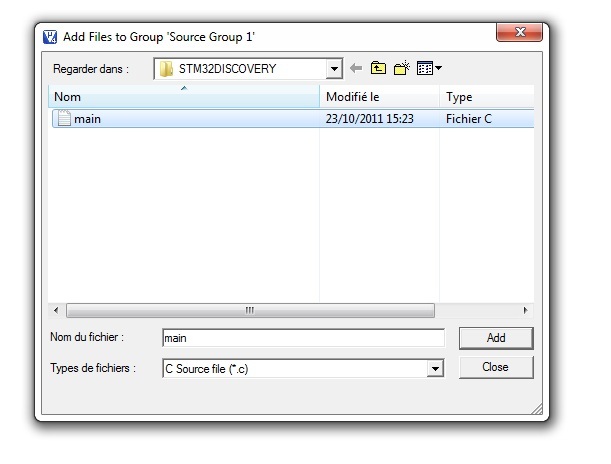 Add Files to Group 'Source Group 1'
Regarder dans :
STM32DISCOVERY
Nom Modifié le Type
main 23/10/2011 15:23 Fichier C
Nom du fichier : main Add
Types de fichiers : C Source file (*.c) Close